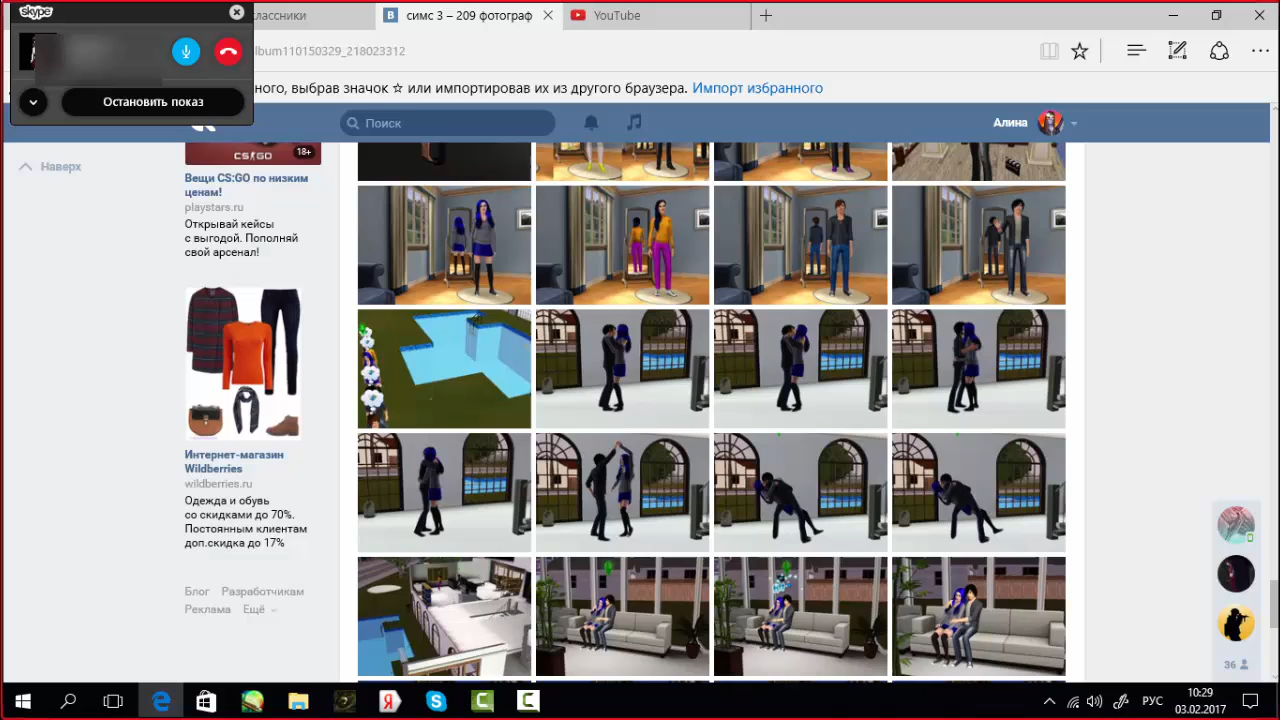 skype
Остановить показ
классники
симс 3 – 209 фотограф
YouTube
lbum110150329_218023312
ного, выбрав значок ☆ или импортировав их из другого браузера. Импорт избранного
Поиск
Алина
Наверх
CS:GO
18+
Вещи CS:GO по низким
ценам!
playstars.ru
Открывай кейсы
с выгодой. Пополняй
свой арсенал!
Интернет-магазин
Wildberries
wildberries.ru
Одежда и обувь
со скидками до 70%.
Постоянным клиентам
доп.скидка до 17%
Блог Разработчикам
Реклама Ещё
36
РУС
10:29
03.02.2017